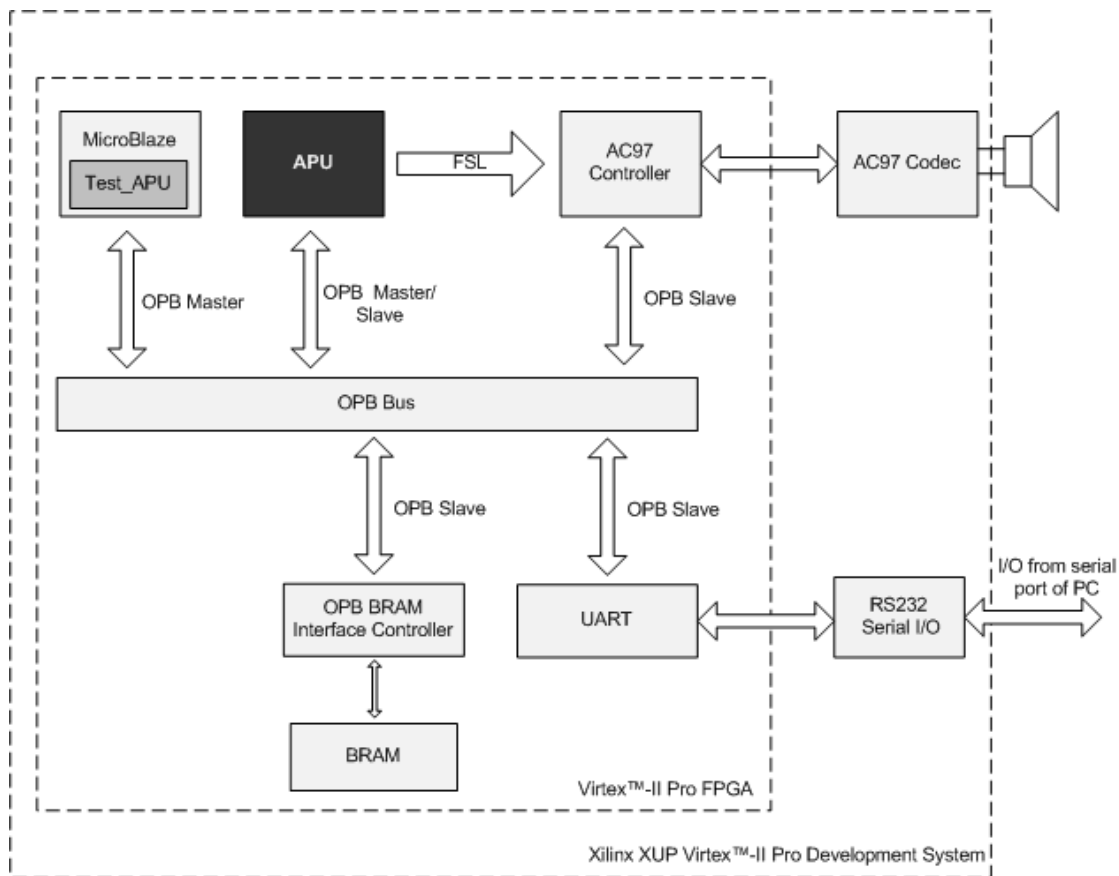 MicroBlaze
Test_APU
APU
FSL
AC97
Controller
AC97 Codec
OPB Master
OPB Master/
Slave
OPB Slave
OPB Bus
OPB Slave
OPB Slave
OPB BRAM
Interface Controller
UART
RS232
Serial I/O
I/O from serial
port of PC
BRAM
Virtex™-II Pro FPGA
Xilinx XUP Virtex™-II Pro Development System